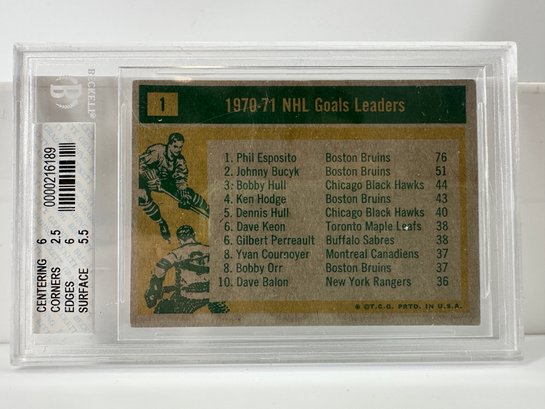 BECKETT
B
0000216189
CENTERING 6
CORNERS 2.5
EDGES 6
SURFACE 5.5
1
1970-71 NHL Goals Leaders
1. Phil Esposito Boston Bruins 76
2. Johnny Bucyk Boston Bruins 51
3. Bobby Hull Chicago Black Hawks 44
4. Ken Hodge Boston Bruins 43
5. Dennis Hull Chicago Black Hawks 40
6. Dave Keon Toronto Maple Leafs 38
6. Gilbert Perreault Buffalo Sabres 38
8. Yvan Cournoyer Montreal Canadiens 37
8. Bobby Orr Boston Bruins 37
10. Dave Balon New York Rangers 36
© T.C.G. PRTD. IN U.S.A.